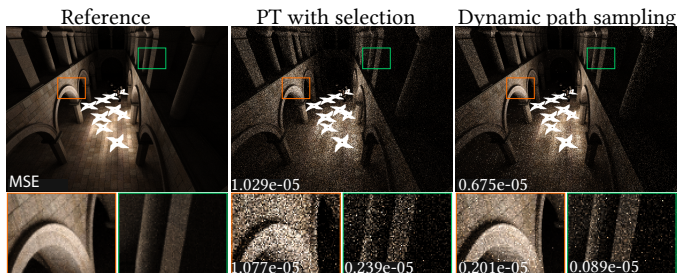 Reference PT with selection Dynamic path sampling
MSE 1.029e-05 0.675e-05
1.077e-05 0.239e-05 0.201e-05 0.089e-05